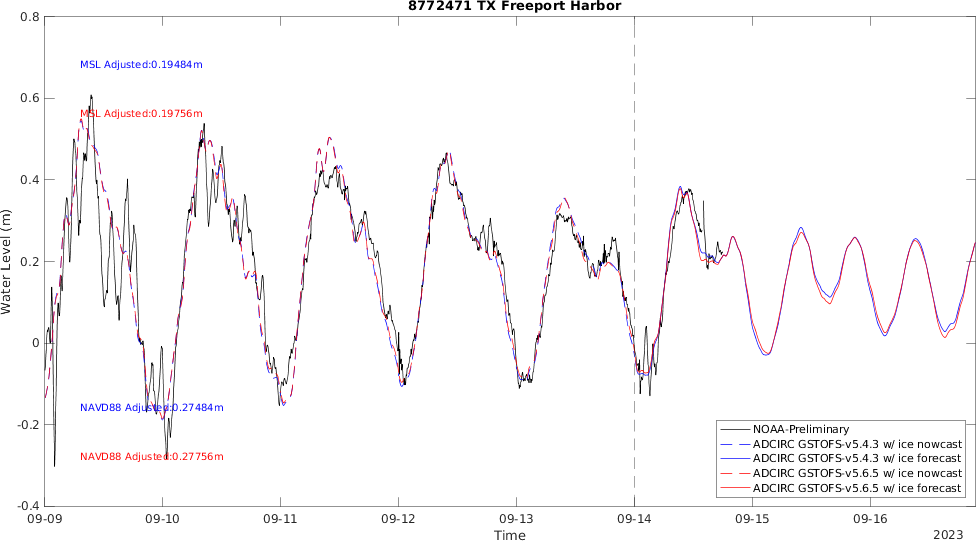 8772471 TX Freeport Harbor
0.8
0.6
0.4
0.2
0
-0.2
-0.4
Water Level (m)
MSL Adjusted:0.19484m
MSL Adjusted:0.19756m
NAVD88 Adjusted:0.27484m
NAVD88 Adjusted:0.27756m
NOAA-Preliminary
ADCIRC GSTOFS-v5.4.3 w/ ice nowcast
ADCIRC GSTOFS-v5.4.3 w/ ice forecast
ADCIRC GSTOFS-v5.6.5 w/ ice nowcast
ADCIRC GSTOFS-v5.6.5 w/ ice forecast
09-09 09-10 09-11 09-12 09-13 09-14 09-15 09-16
Time
2023